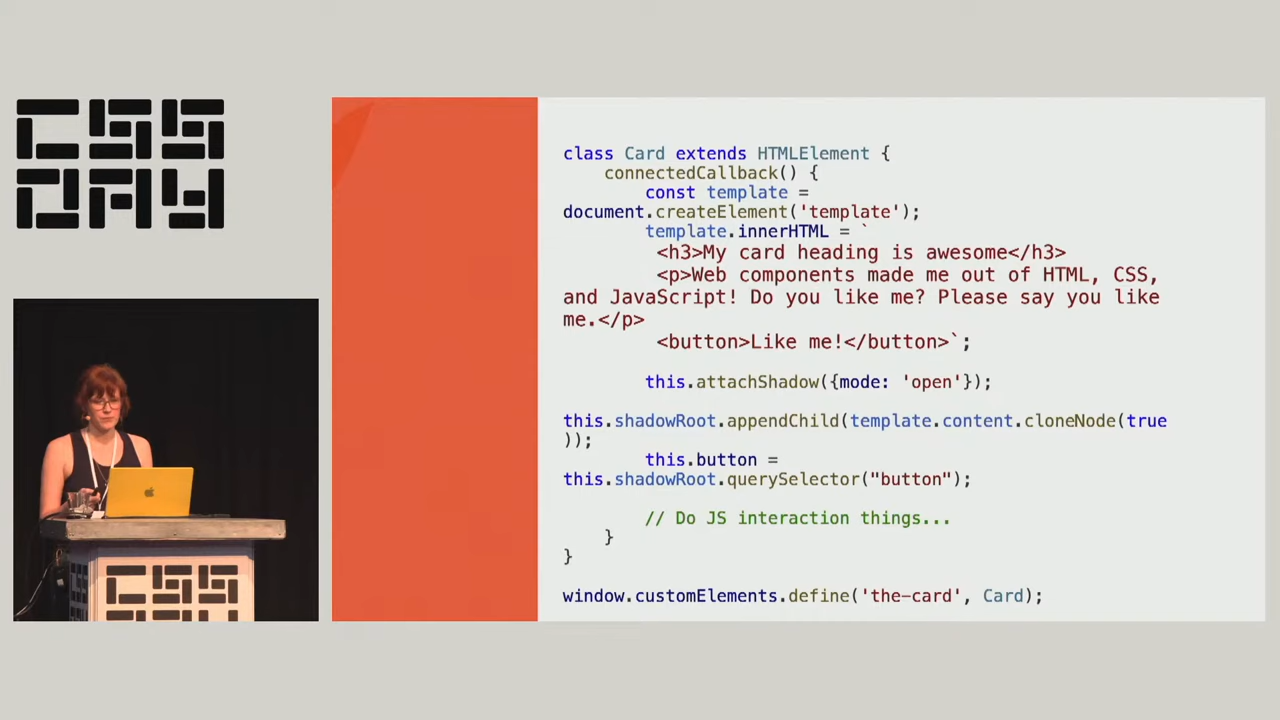 CSS
DAY
class Card extends HTMLElement {
connectedCallback() {
const template =
document.createElement('template');
template.innerHTML = `
<h3>My card heading is awesome</h3>
<p>Web components made me out of HTML, CSS,
and JavaScript! Do you like me? Please say you like
me.</p>
<button>Like me!</button>`;
this.attachShadow({mode: 'open'});
this.shadowRoot.appendChild(template.content.cloneNode(true
));
this.button =
this.shadowRoot.querySelector("button");
// Do JS interaction things...
}
}
window.customElements.define('the-card', Card);
CSS